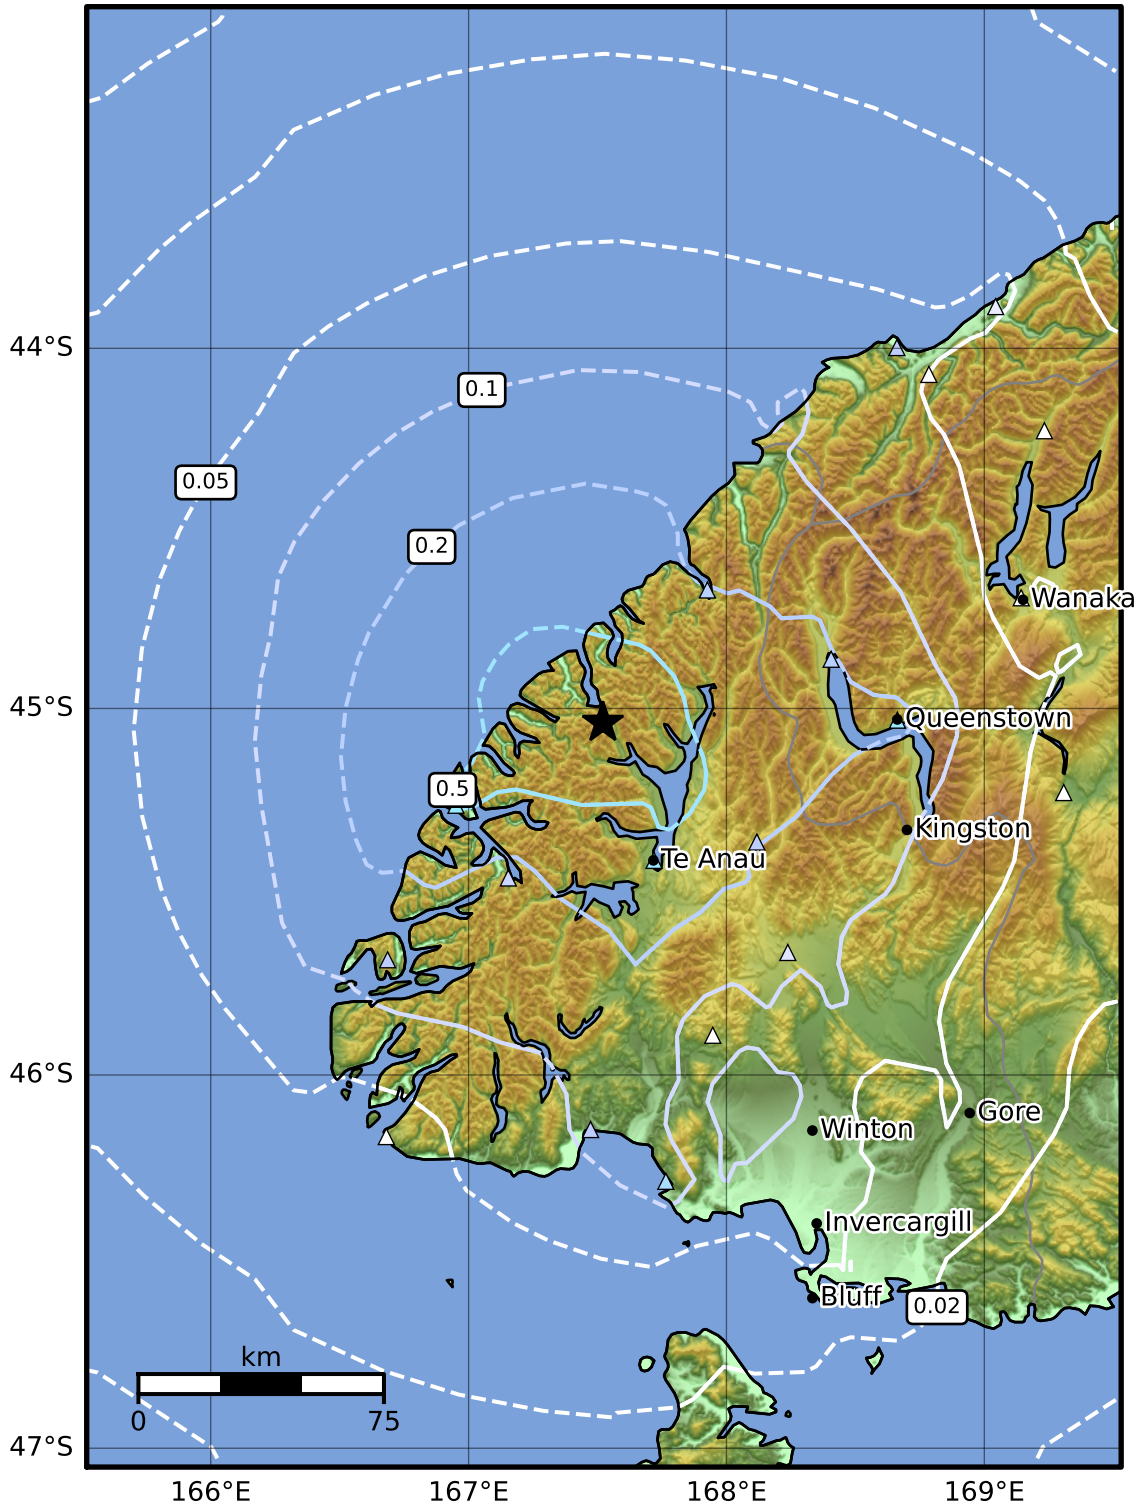 0.1
44°S
0.05
0.2
Wanaka
45°S
Queenstown
0.5
Kingston
Te Anau
46°S
Gore
Winton
Invercargill
Bluff
0.02
km
0
75
47°S
166°E
167°E
168°E
169°E